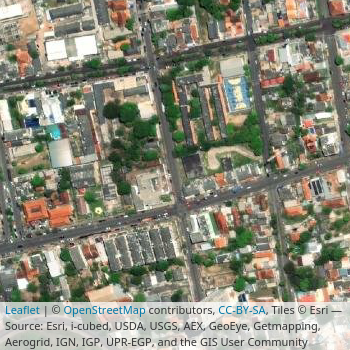 Leaflet | © OpenStreetMap contributors, CC-BY-SA, Tiles © Esri —
Source: Esri, i-cubed, USDA, USGS, AEX, GeoEye, Getmapping,
Aerogrid, IGN, IGP, UPR-EGP, and the GIS User Community